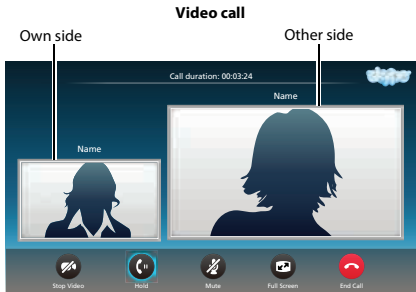 Video call
Own side
Other side
Call duration: 00:03:24
skype
Name
Name
Stop Video
Hold
Mute
Full Screen
End Call